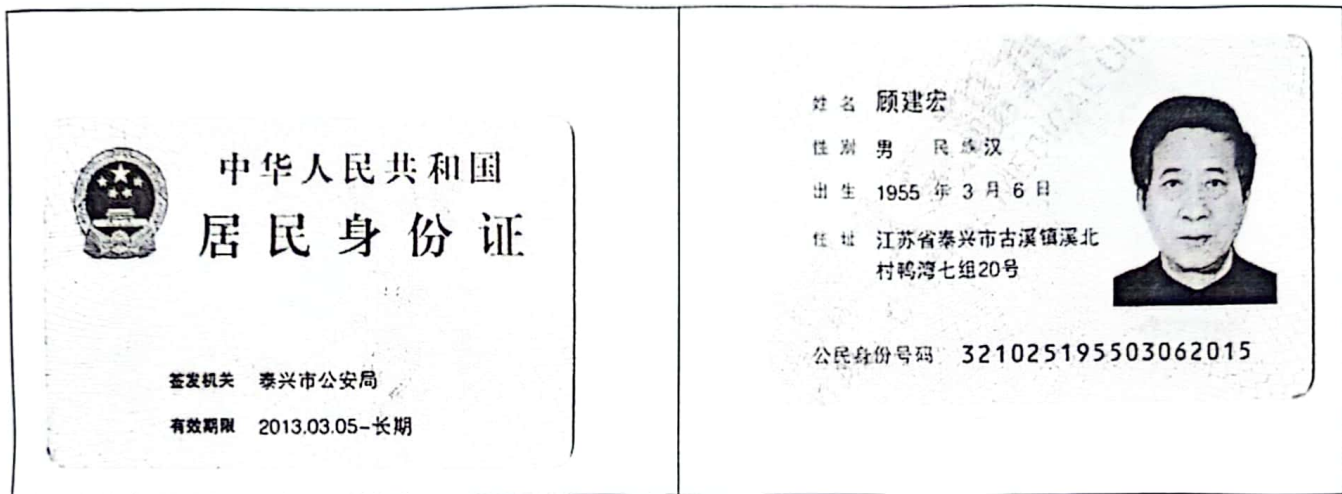 中华人民共和国
居民身份证
签发机关 泰兴市公安局
有效期限 2013.03.05-长期
姓名 顾建宏
性别 男 民族 汉
出生 1955 年 3 月 6 日
住址 江苏省泰兴市古溪镇溪北
村鸭湾七组20号
公民身份号码 321025195503062015